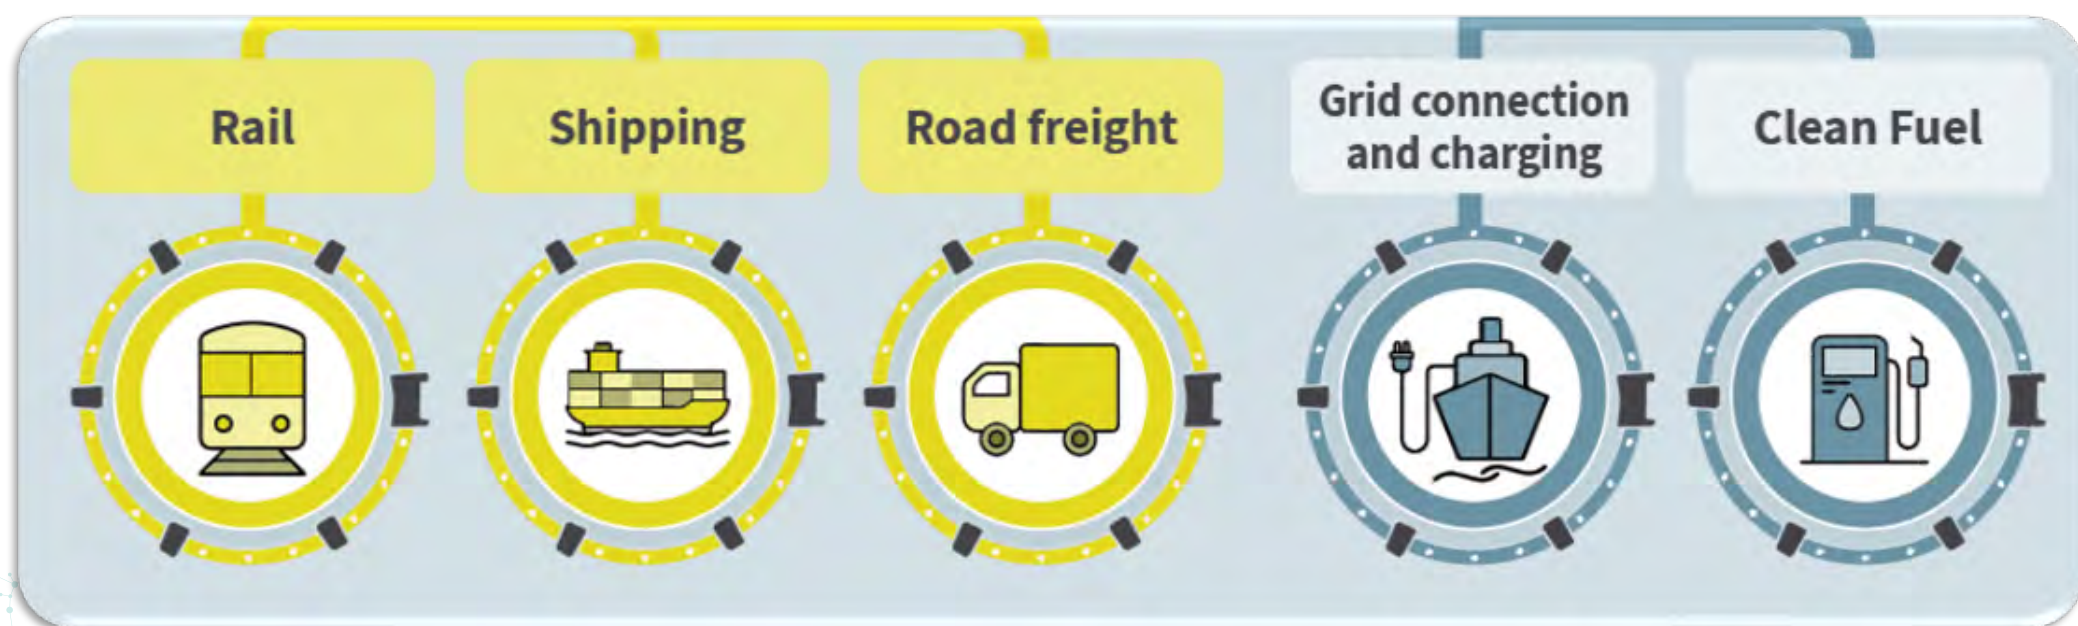 Rail
Shipping
Road freight
Grid connection
and charging
Clean Fuel